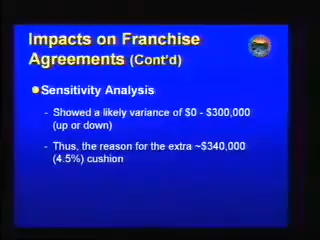 Impacts on Franchise
Agreements (Cont'd)
Sensitivity Analysis
- Showed a likely variance of $0 - $300,000
(up or down)
- Thus, the reason for the extra ~$340,000
(4.5%) cushion